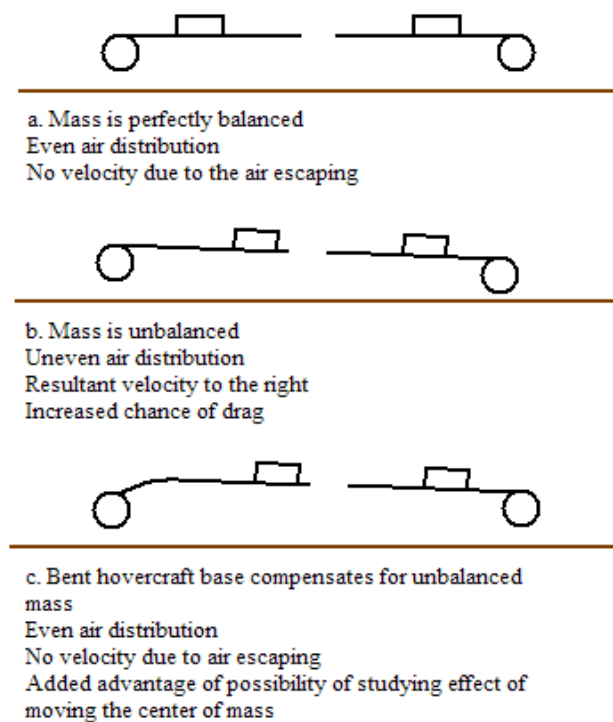 a. Mass is perfectly balanced
Even air distribution
No velocity due to the air escaping
b. Mass is unbalanced
Uneven air distribution
Resultant velocity to the right
Increased chance of drag
c. Bent hovercraft base compensates for unbalanced
mass
Even air distribution
No velocity due to air escaping
Added advantage of possibility of studying effect of
moving the center of mass